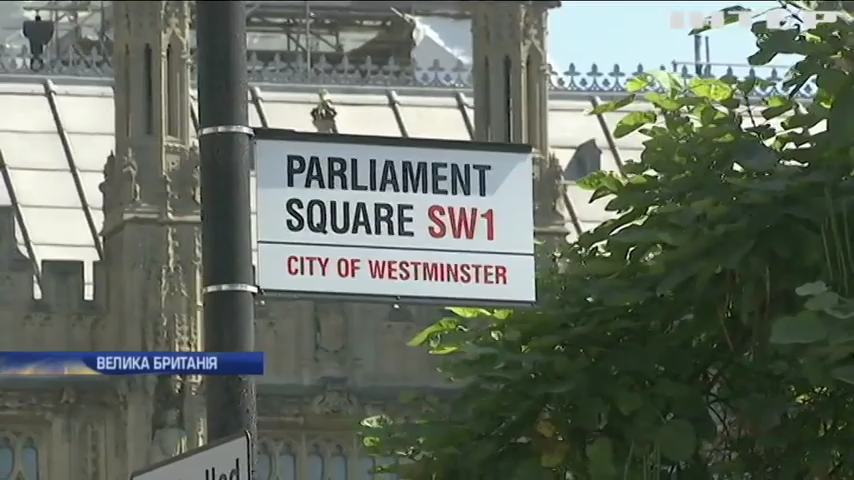 ІНТЕР
PARLIAMENT
SQUARE SW1
CITY OF WESTMINSTER
ВЕЛИКА БРИТАНІЯ